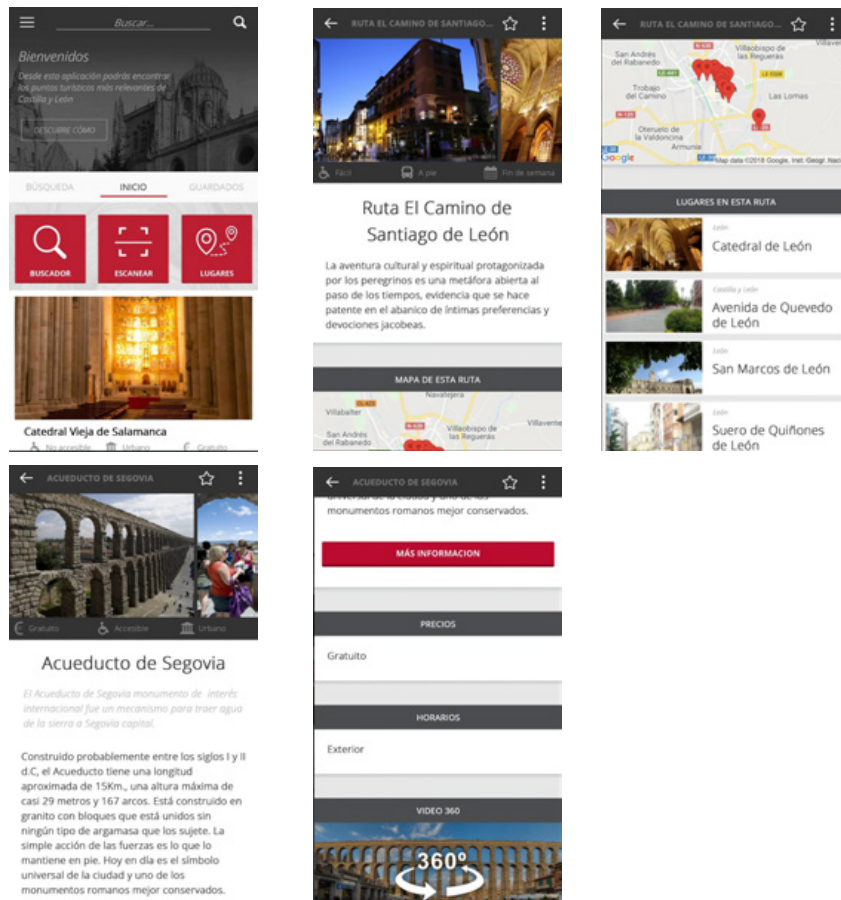 Buscar...
Bienvenidos
Desde esta aplicación podrás encontrar
los puntos turísticos más relevantes de
Castilla y León
DESCUBRE CÓMO
BÚSQUEDA INICIO GUARDADOS
BUSCADOR ESCANEAR LUGARES
Catedral Vieja de Salamanca
No accesible Urbano Gratuito
RUTA EL CAMINO DE SANTIAGO...
Fácil A pie Fin de semana
Ruta El Camino de
Santiago de León
La aventura cultural y espiritual protagonizada
por los peregrinos es una metáfora abierta al
paso de los tiempos, evidencia que se hace
patente en el abanico de íntimas preferencias y
devociones jacobeas.
MAPA DE ESTA RUTA
Navatejera
Villabalter
Villaobispo de
las Regueras
Villavente
San Andrés
del Rabanedo
RUTA EL CAMINO DE SANTIAGO...
San Andrés
del Rabanedo
N-630
Villaobispo de
las Regueras
Trobajo
del Camino
Las Lomas
Oteruelo de
la Valdoncina
Armunia
Google
Map data ©2018 Google, Inst. Geogr. Naci
LUGARES EN ESTA RUTA
León
Catedral de León
Castilla y León
Avenida de Quevedo
de León
León
San Marcos de León
León
Suero de Quiñones
de León
ACUEDUCTO DE SEGOVIA
Gratuito Accesible Urbano
Acueducto de Segovia
El Acueducto de Segovia monumento de interés
internacional fue un mecanismo para traer agua
de la sierra a Segovia capital.
Construido probablemente entre los siglos I y II
d.C, el Acueducto tiene una longitud
aproximada de 15Km., una altura máxima de
casi 29 metros y 167 arcos. Está construido en
granito con bloques que está unidos sin
ningún tipo de argamasa que los sujete. La
simple acción de las fuerzas es lo que lo
mantiene en pie. Hoy en día es el símbolo
universal de la ciudad y uno de los
monumentos romanos mejor conservados.
ACUEDUCTO DE SEGOVIA
universal de la ciudad y uno de los
monumentos romanos mejor conservados.
MÁS INFORMACION
PRECIOS
Gratuito
HORARIOS
Exterior
VIDEO 360
360º